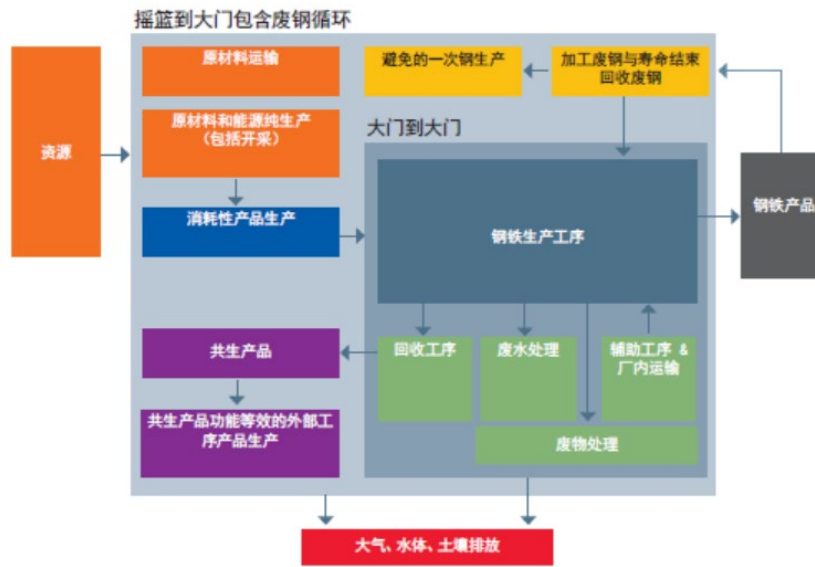 摇篮到大门包含废钢循环
资源
原材料运输
原材料和能源纯生产
（包括开采）
消耗性产品生产
避免的一次钢生产
加工废钢与寿命结束
回收废钢
大门到大门
钢铁生产工序
钢铁产品
回收工序
废水处理
辅助工序 &
厂内运输
废物处理
共生产品
共生产品功能等效的外部工
序产品生产
大气、水体、土壤排放